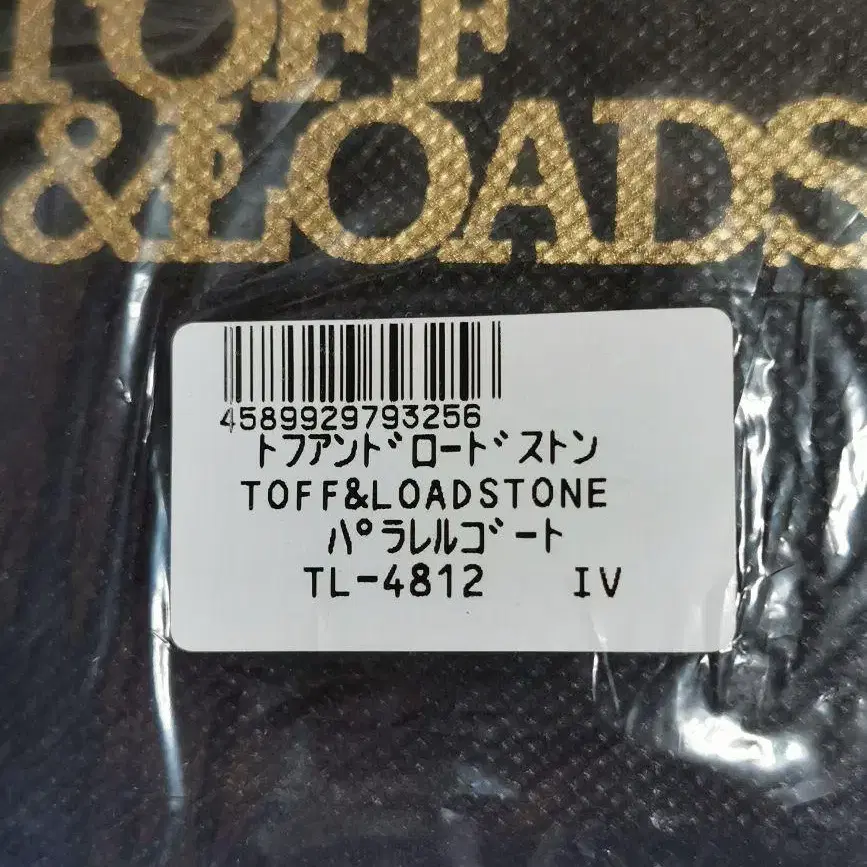 TOFF
&LOADS
4589929793256
トフアンドロードストン
TOFF&LOADSTONE
パラレルゴート
TL-4812 IV